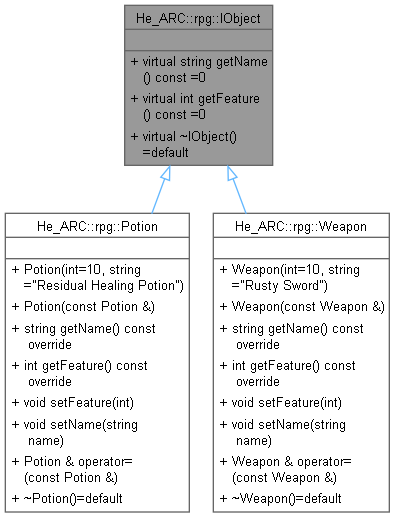 He_ARC::rpg::IObject
+ virtual string getName
() const =0
+ virtual int getFeature
() const =0
+ virtual ~IObject()
=default
He_ARC::rpg::Potion
+ Potion(int=10, string
="Residual Healing Potion")
+ Potion(const Potion &)
+ string getName() const
override
+ int getFeature() const
override
+ void setFeature(int)
+ void setName(string
name)
+ Potion & operator=
(const Potion &)
+ ~Potion()=default
He_ARC::rpg::Weapon
+ Weapon(int=10, string
="Rusty Sword")
+ Weapon(const Weapon &)
+ string getName() const
override
+ int getFeature() const
override
+ void setFeature(int)
+ void setName(string
name)
+ Weapon & operator=
(const Weapon &)
+ ~Weapon()=default